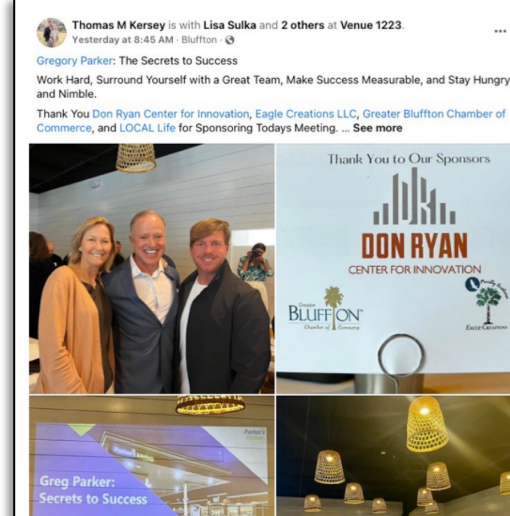 Thomas M Kersey is with Lisa Sulka and 2 others at Venue 1223.
Yesterday at 8:45 AM · Bluffton ·
Gregory Parker: The Secrets to Success
Work Hard, Surround Yourself with a Great Team, Make Success Measurable, and Stay Hungry
and Nimble.
Thank You Don Ryan Center for Innovation, Eagle Creations LLC, Greater Bluffton Chamber of
Commerce, and LOCAL Life for Sponsoring Todays Meeting. ... See more
Thank You to Our Sponsors
DON RYAN
CENTER FOR INNOVATION
Greater
BLUFFTON
Chamber of Commerce
EAGLE CREATIONS
Parker's
Greg Parker:
Secrets to Success